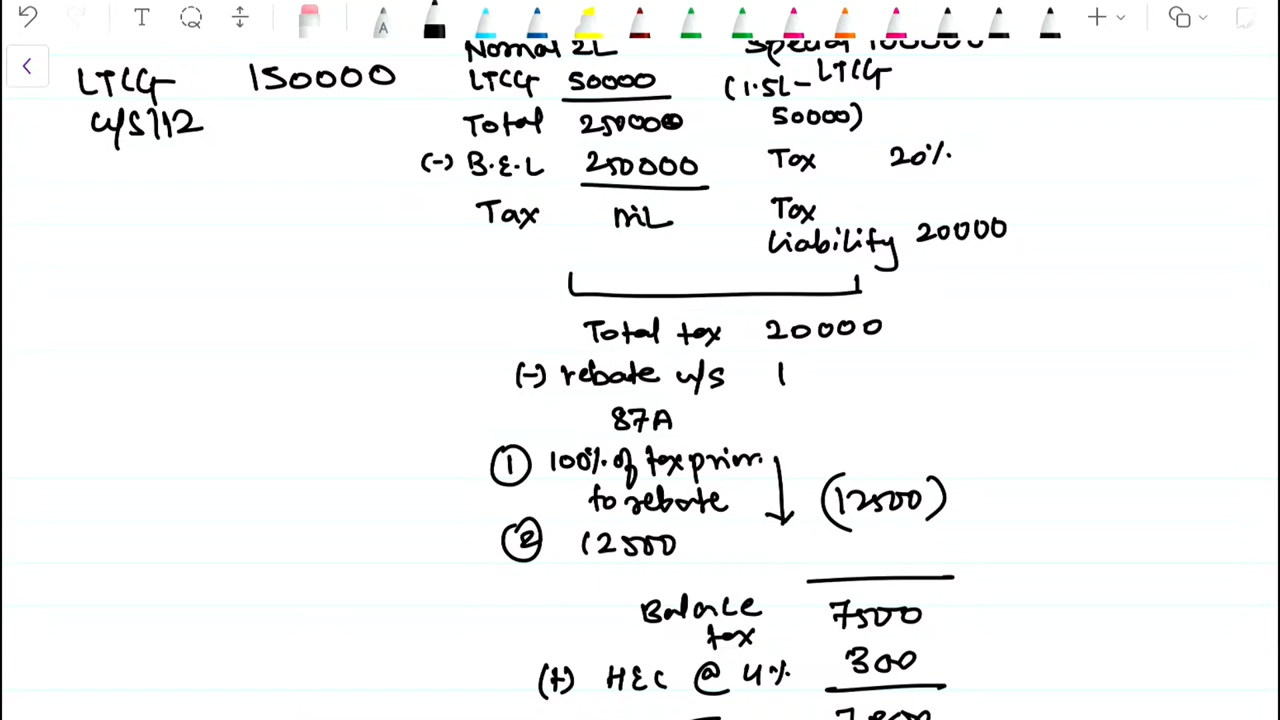 Normal 2L Special 100000
LTCG 150000 LTCG 50000 (1.5L- LTCG
u/s 112 Total 250000 50000)
(-) B.E.L 250000 Tax 20%
Tax niL Tax
Liability 20000
Total tax 20000
(-) rebate u/s
87A
① 100% of tax prior
to rebate (12500)
② 12500
Balance 7500
tax
(+) HEC @ 4% 300